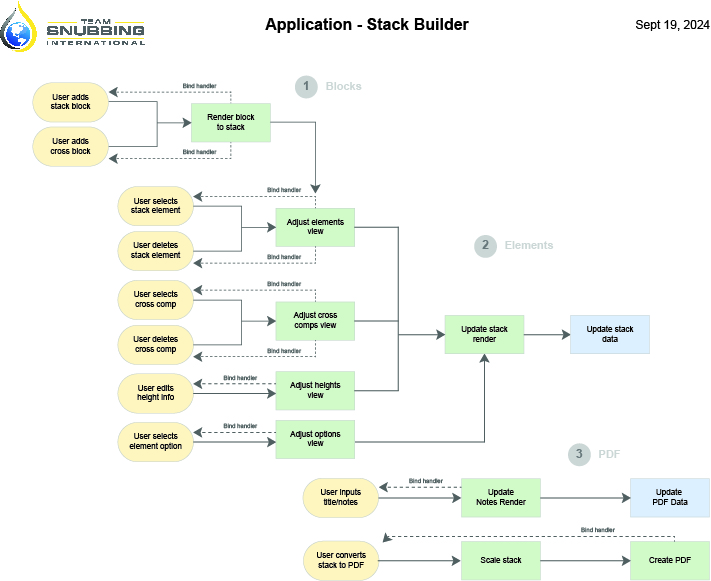 TEAM
SNUBBING
INTERNATIONAL
Application - Stack Builder
Sept 19, 2024
1 Blocks
Bind handler
User adds
stack block
Render block
to stack
User adds
cross block
Bind handler
Bind handler
User selects
stack element
Adjust elements
view
User deletes
stack element
Bind handler
2 Elements
Bind handler
User selects
cross comp
Adjust cross
comps view
User deletes
cross comp
Bind handler
Update stack
render
Update stack
data
Bind handler
User edits
height info
Adjust heights
view
Bind handler
User selects
element option
Adjust options
view
3 PDF
Bind handler
User inputs
title/notes
Update
Notes Render
Update
PDF Data
Bind handler
User converts
stack to PDF
Scale stack
Create PDF